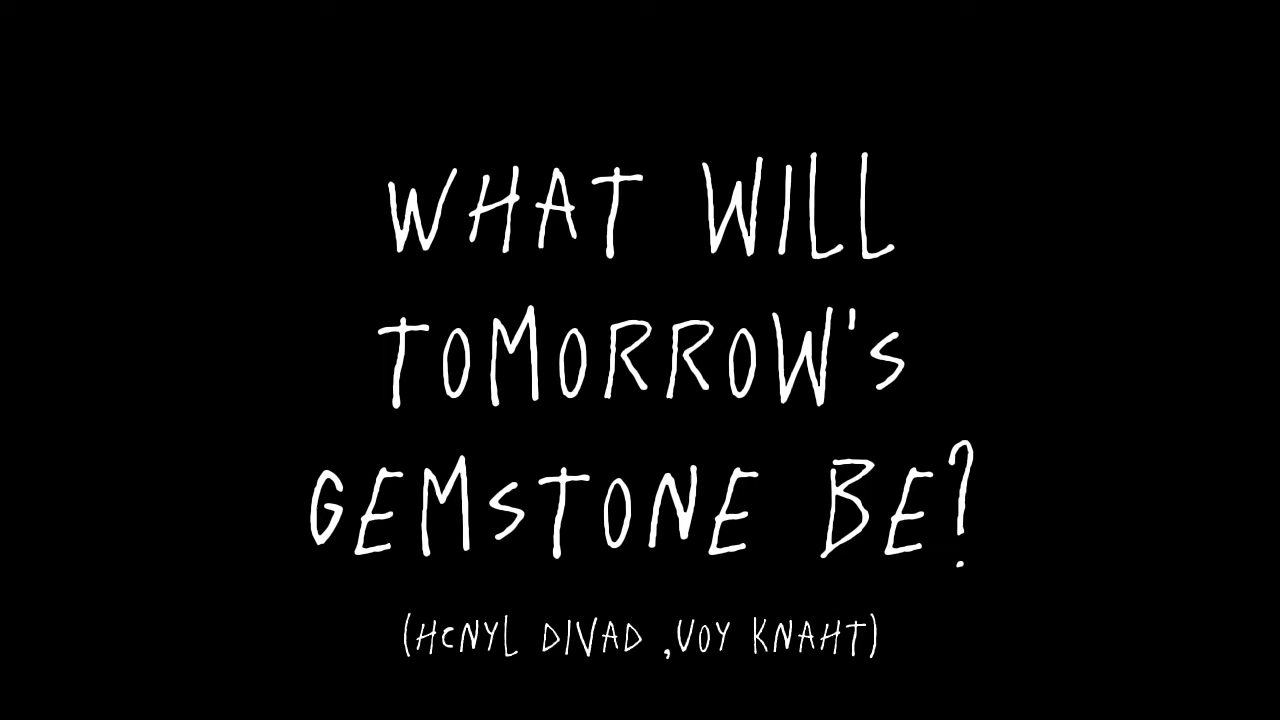 WHAT WILL
TOMORROW'S
GEMSTONE BE?
(HCNYL DIVAD ,UOY KNAHT)